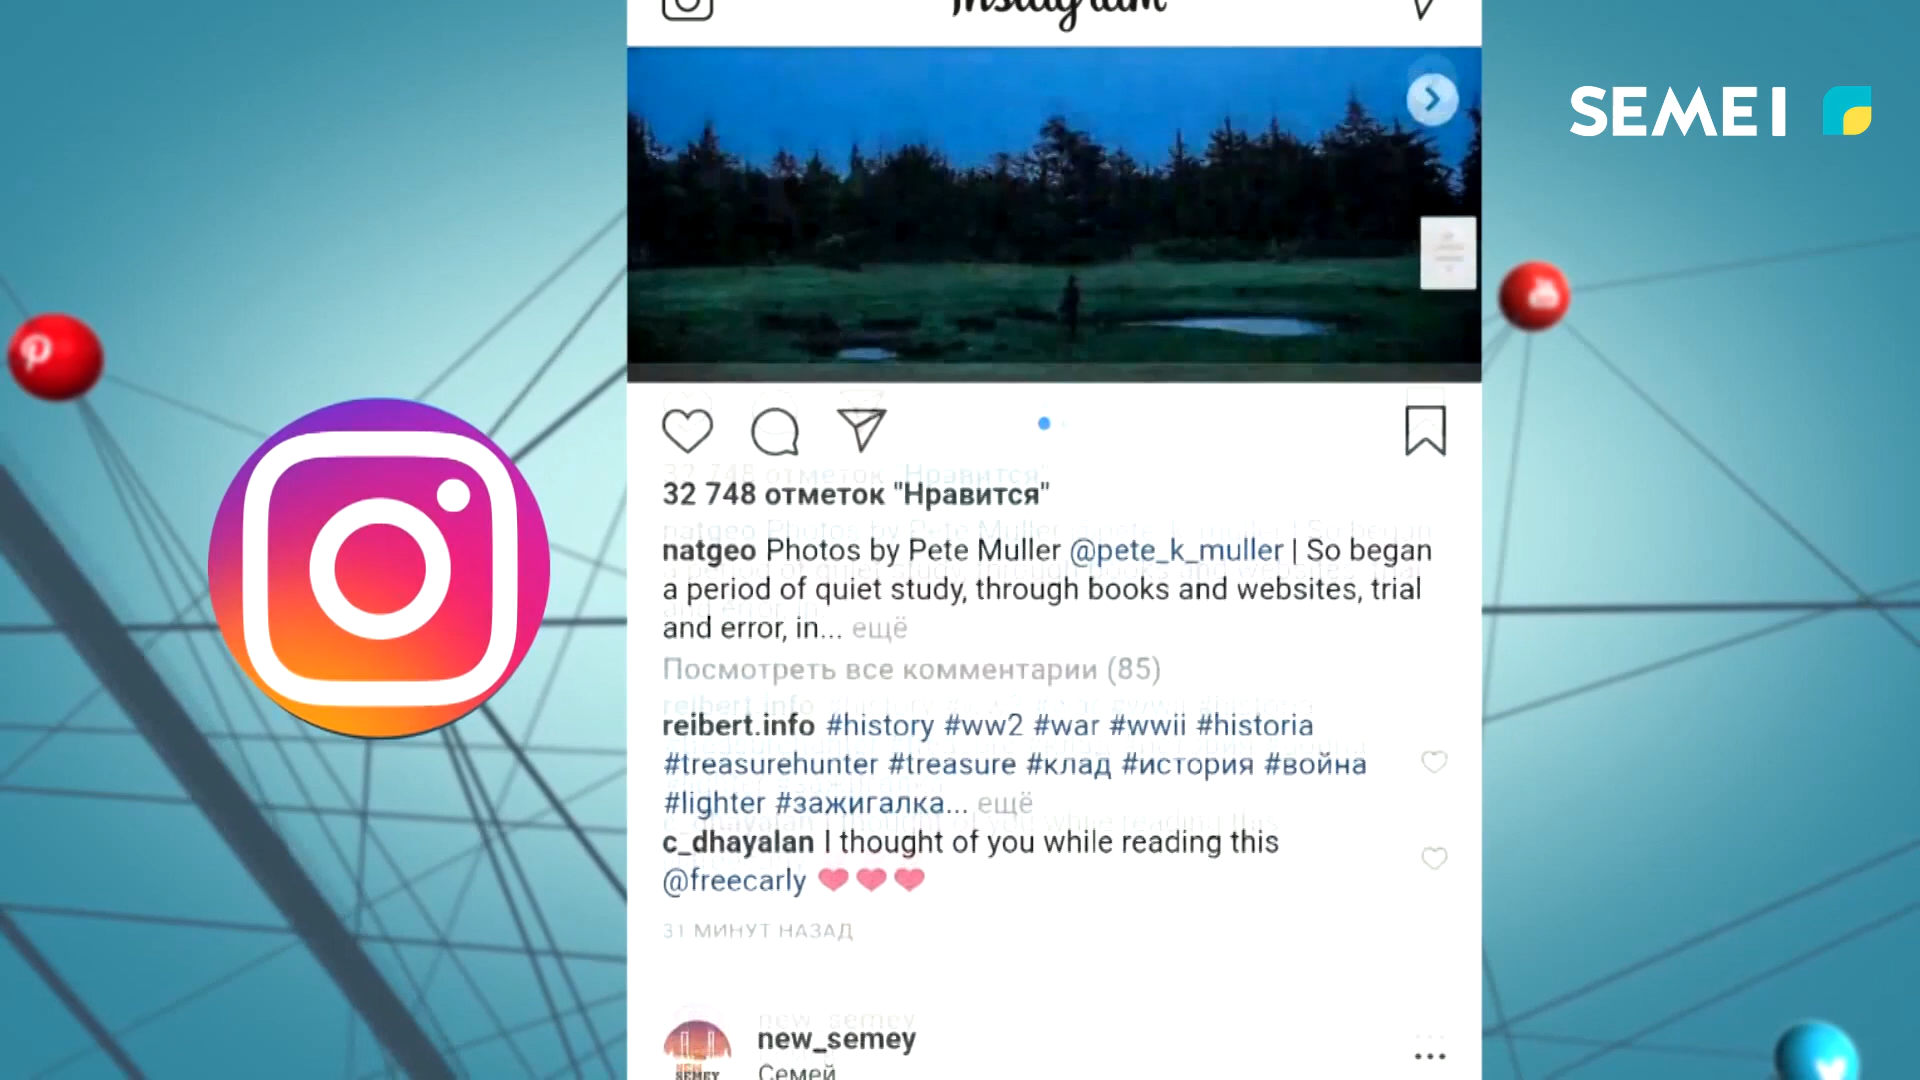 Instagram
SEMEI
32 748 отметок "Нравится"
natgeo Photos by Pete Muller @pete_k_muller | So began
a period of quiet study, through books and websites, trial
and error, in... ещё
Посмотреть все комментарии (85)
reibert.info #history #ww2 #war #wwii #historia
#treasurehunter #treasure #клад #история #война
#lighter #зажигалка... ещё
c_dhayalan I thought of you while reading this
@freecarly
31 МИНУТ НАЗАД
new_semey
SEMEY
Семей